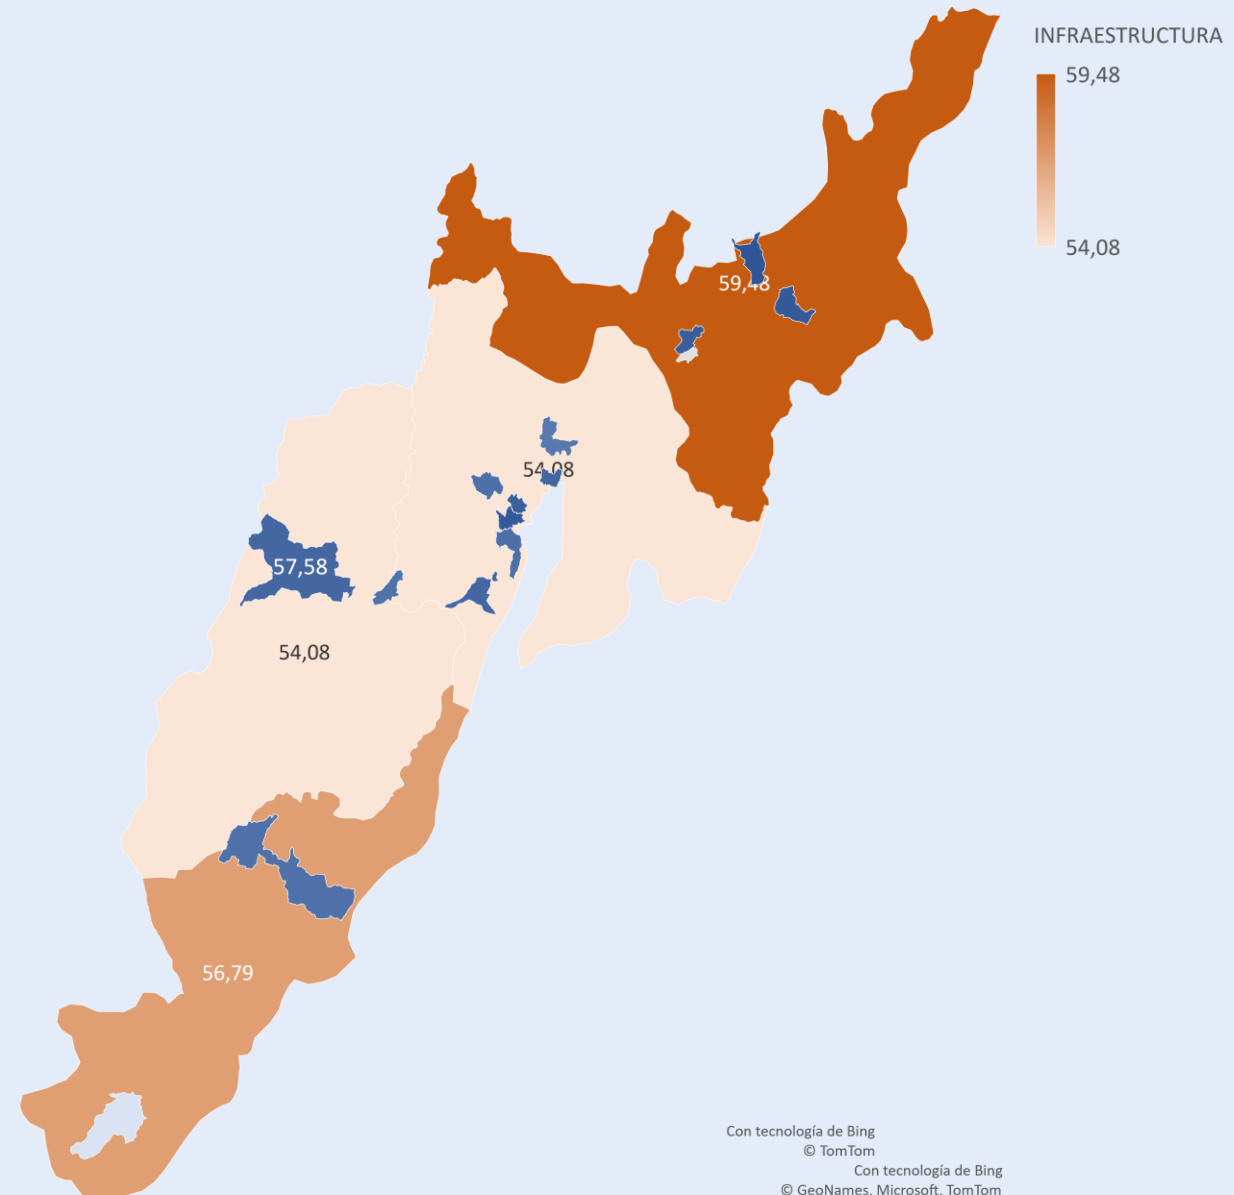 INFRAESTRUCTURA
59,48
54,08
59,48
54,08
57,58
54,08
56,79
Con tecnología de Bing
© TomTom
Con tecnología de Bing
© GeoNames, Microsoft, TomTom